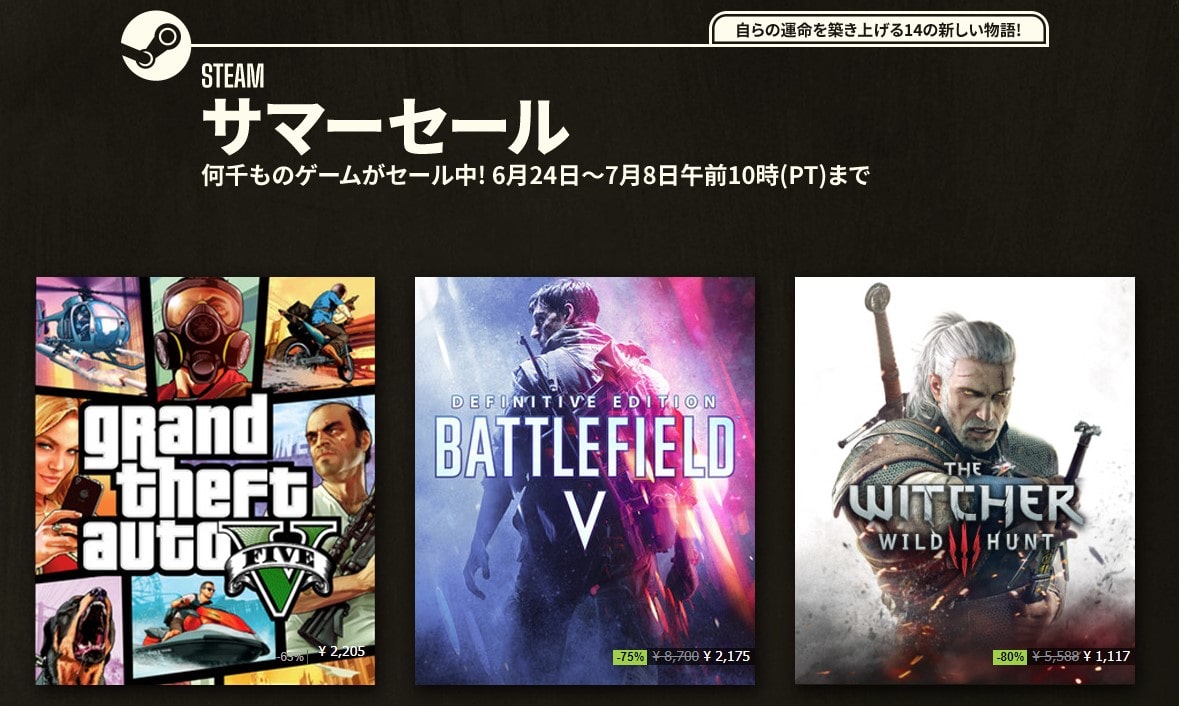 自らの運命を築き上げる14の新しい物語!
STEAM
サマーセール
何千ものゲームがセール中! 6月24日～7月8日午前10時(PT)まで
grand
theft
auto V
FIVE
-65% ¥ 2,205
DEFINITIVE EDITION
BATTLEFIELD
V
-75% ¥ 8,700 ¥ 2,175
THE
WITCHER
WILD III HUNT
-80% ¥ 5,588 ¥ 1,117